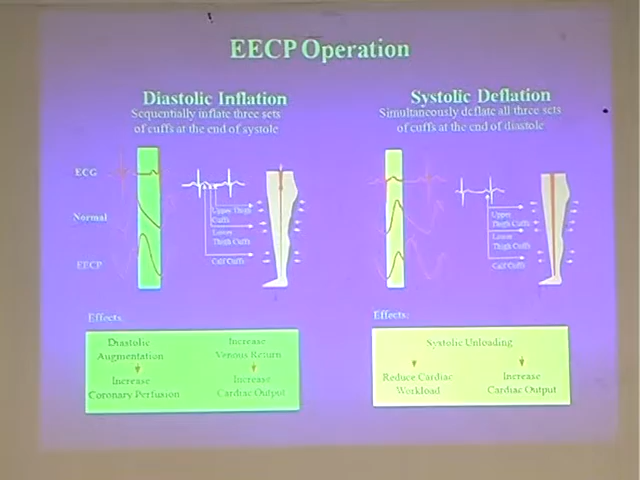 EECP Operation
Diastolic Inflation
Sequentially inflate three sets
of cuffs at the end of systole
ECG
Normal
EECP
Upper Thigh
Cuffs
Lower
Thigh Cuffs
Calf Cuffs
Effects:
Diastolic
Augmentation
Increase
Coronary Perfusion
Increase
Venous Return
Increase
Cardiac Output
Systolic Deflation
Simultaneously deflate all three sets
of cuffs at the end of diastole
Upper
Thigh Cuffs
Lower
Thigh Cuffs
Calf Cuffs
Effects:
Systolic Unloading
Reduce Cardiac
Workload
Increase
Cardiac Output